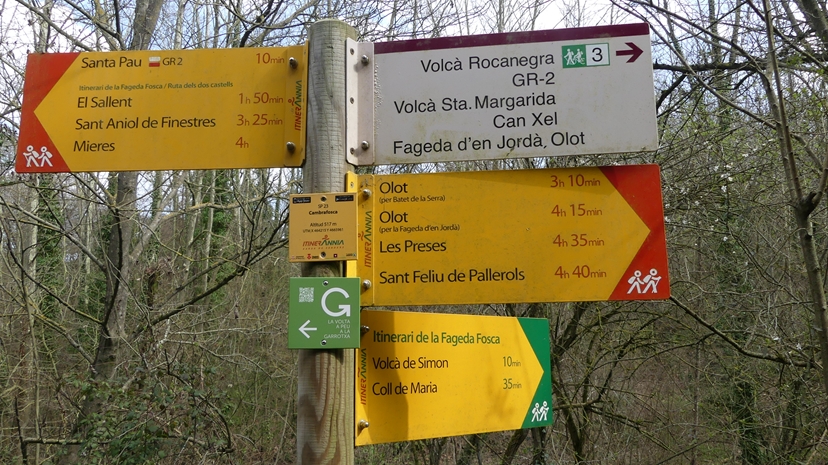 Santa Pau GR 2 10min
Itinerari de la Fageda Fosca / Ruta dels dos castells
El Sallent 1h 50min
Sant Aniol de Finestres 3h 25min
Mieres 4h
ITINERÀNNIA
Volcà Rocanegra 3
GR-2
Volcà Sta. Margarida
Can Xel
Fageda d'en Jordà, Olot
Olot 3h 10min
(per Batet de la Serra)
Olot 4h 15min
(per la Fageda d'en Jordà)
Les Preses 4h 35min
Sant Feliu de Pallerols 4h 40min
ITINERÀNNIA
SP 23
Cambrafosca
Altitud 517 m
ITINERÀNNIA
G
LA VOLTA
A PEU
A LA
GARROTXA
Itinerari de la Fageda Fosca
Volcà de Simon 10min
Coll de Maria 35min
ITINERÀNNIA